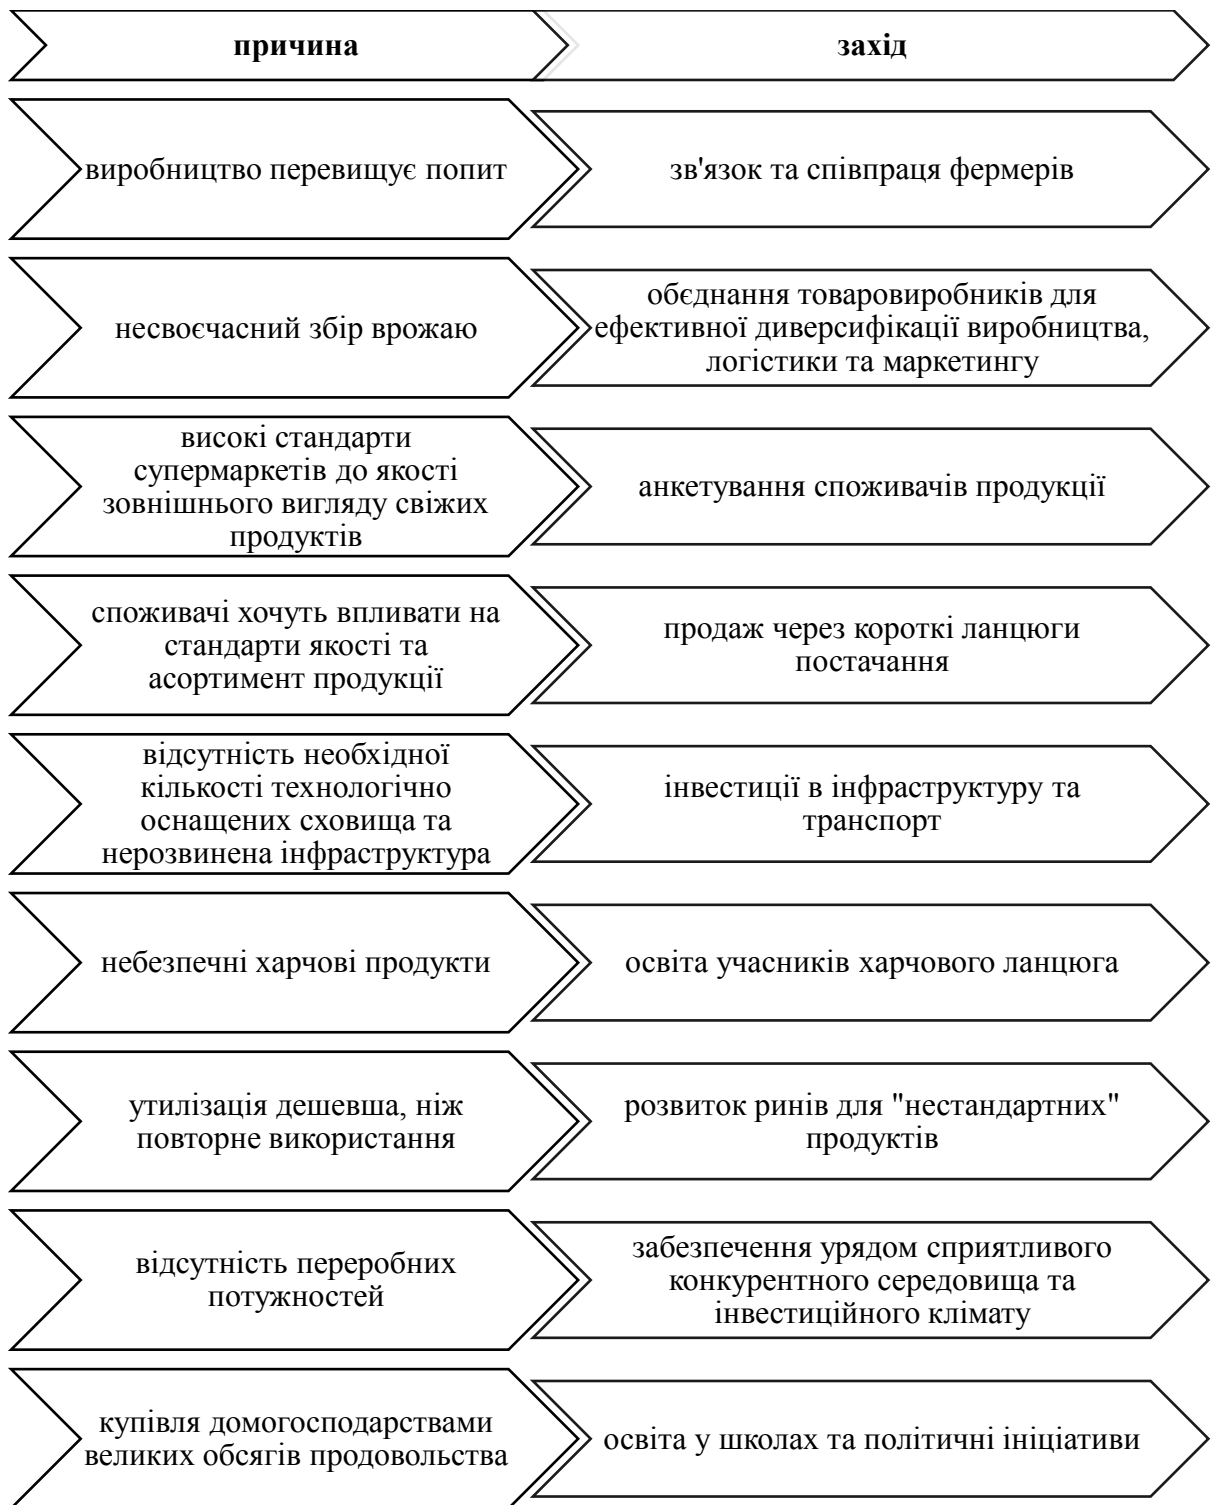 причина
захід
виробництво перевищує попит
зв'язок та співпраця фермерів
несвоєчасний збір врожаю
обєднання товаровиробників для
ефективної диверсифікації виробництва,
логістики та маркетингу
високі стандарти
супермаркетів до якості
зовнішнього вигляду свіжих
продуктів
анкетування споживачів продукції
споживачі хочуть впливати на
стандарти якості та
асортимент продукції
продаж через короткі ланцюги
постачання
відсутність необхідної
кількості технологічно
оснащених сховища та
нерозвинена інфраструктура
інвестиції в інфраструктуру та
транспорт
небезпечні харчові продукти
освіта учасників харчового ланцюга
утилізація дешевша, ніж
повторне використання
розвиток ринів для "нестандартних"
продуктів
відсутність переробних
потужностей
забезпечення урядом сприятливого
конкурентного середовища та
інвестиційного клімату
купівля домогосподарствами
великих обсягів продовольства
освіта у школах та політичні ініціативи